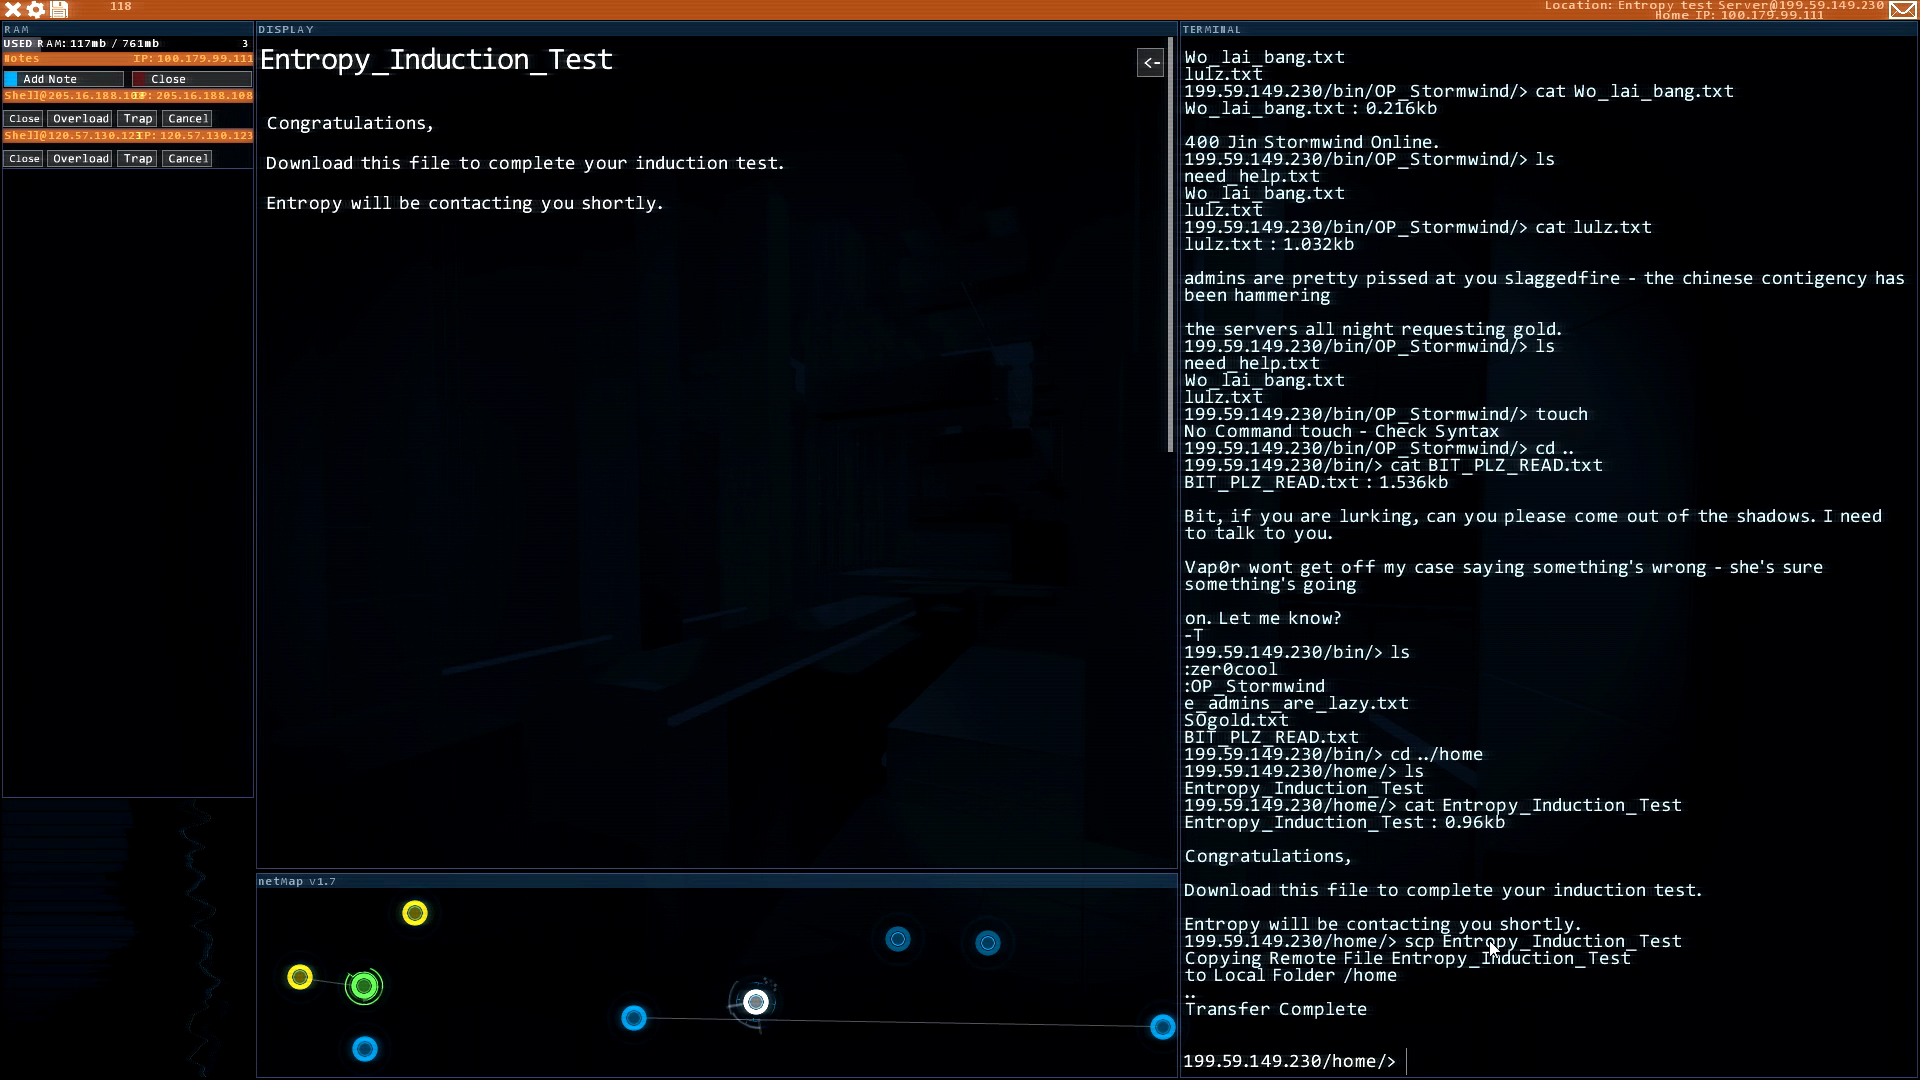 118
Location: Entropy test Server@199.59.149.230
Home IP: 100.179.99.111
RAM
USED RAM: 117mb / 761mb 3
Notes IP: 100.179.99.111
Add Note Close
IP: 205.16.188.108
Close Overload Trap Cancel
IP: 120.57.130.123
Close Overload Trap Cancel
DISPLAY
Entropy_Induction_Test
<-
Congratulations,
Download this file to complete your induction test.
Entropy will be contacting you shortly.
netMap v1.7
TERMINAL
Wo_lai_bang.txt
lulz.txt
199.59.149.230/bin/OP_Stormwind/> cat Wo_lai_bang.txt
Wo_lai_bang.txt : 0.216kb
400 Jin Stormwind Online.
199.59.149.230/bin/OP_Stormwind/> ls
need_help.txt
Wo_lai_bang.txt
lulz.txt
199.59.149.230/bin/OP_Stormwind/> cat lulz.txt
lulz.txt : 1.032kb
admins are pretty pissed at you slaggedfire - the chinese contigency has
been hammering
the servers all night requesting gold.
199.59.149.230/bin/OP_Stormwind/> ls
need_help.txt
Wo_lai_bang.txt
lulz.txt
199.59.149.230/bin/OP_Stormwind/> touch
No Command touch - Check Syntax
199.59.149.230/bin/OP_Stormwind/> cd ..
199.59.149.230/bin/> cat BIT_PLZ_READ.txt
BIT_PLZ_READ.txt : 1.536kb
Bit, if you are lurking, can you please come out of the shadows. I need
to talk to you.
Vap0r wont get off my case saying something's wrong - she's sure
something's going
on. Let me know?
-T
199.59.149.230/bin/> ls
:zer0cool
:OP_Stormwind
e_admins_are_lazy.txt
SOgold.txt
BIT_PLZ_READ.txt
199.59.149.230/bin/> cd ../home
199.59.149.230/home/> ls
Entropy_Induction_Test
199.59.149.230/home/> cat Entropy_Induction_Test
Entropy_Induction_Test : 0.96kb
Congratulations,
Download this file to complete your induction test.
Entropy will be contacting you shortly.
199.59.149.230/home/> scp Entropy_Induction_Test
Copying Remote File Entropy_Induction_Test
to Local Folder /home
..
Transfer Complete
199.59.149.230/home/>